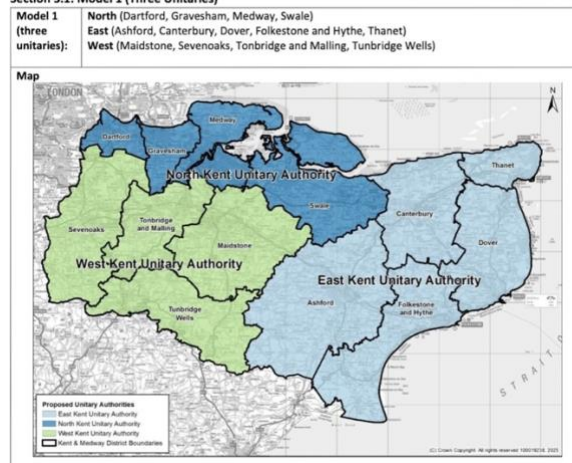 Section 3.1: Model 1 (Three Unitaries)
Model 1 (three unitaries):
North (Dartford, Gravesham, Medway, Swale)
East (Ashford, Canterbury, Dover, Folkestone and Hythe, Thanet)
West (Maidstone, Sevenoaks, Tonbridge and Malling, Tunbridge Wells)
Map
LONDON
N
Medway
Dartford
Gravesham
Thanet
North Kent Unitary Authority
Swale
Canterbury
Tonbridge
and Malling
Sevenoaks
Maidstone
Dover
West Kent Unitary Authority
East Kent Unitary Authority
Ashford
Folkestone
and Hythe
Tunbridge
Wells
STRAIT
Proposed Unitary Authorities
East Kent Unitary Authority
North Kent Unitary Authority
West Kent Unitary Authority
Kent & Medway District Boundaries